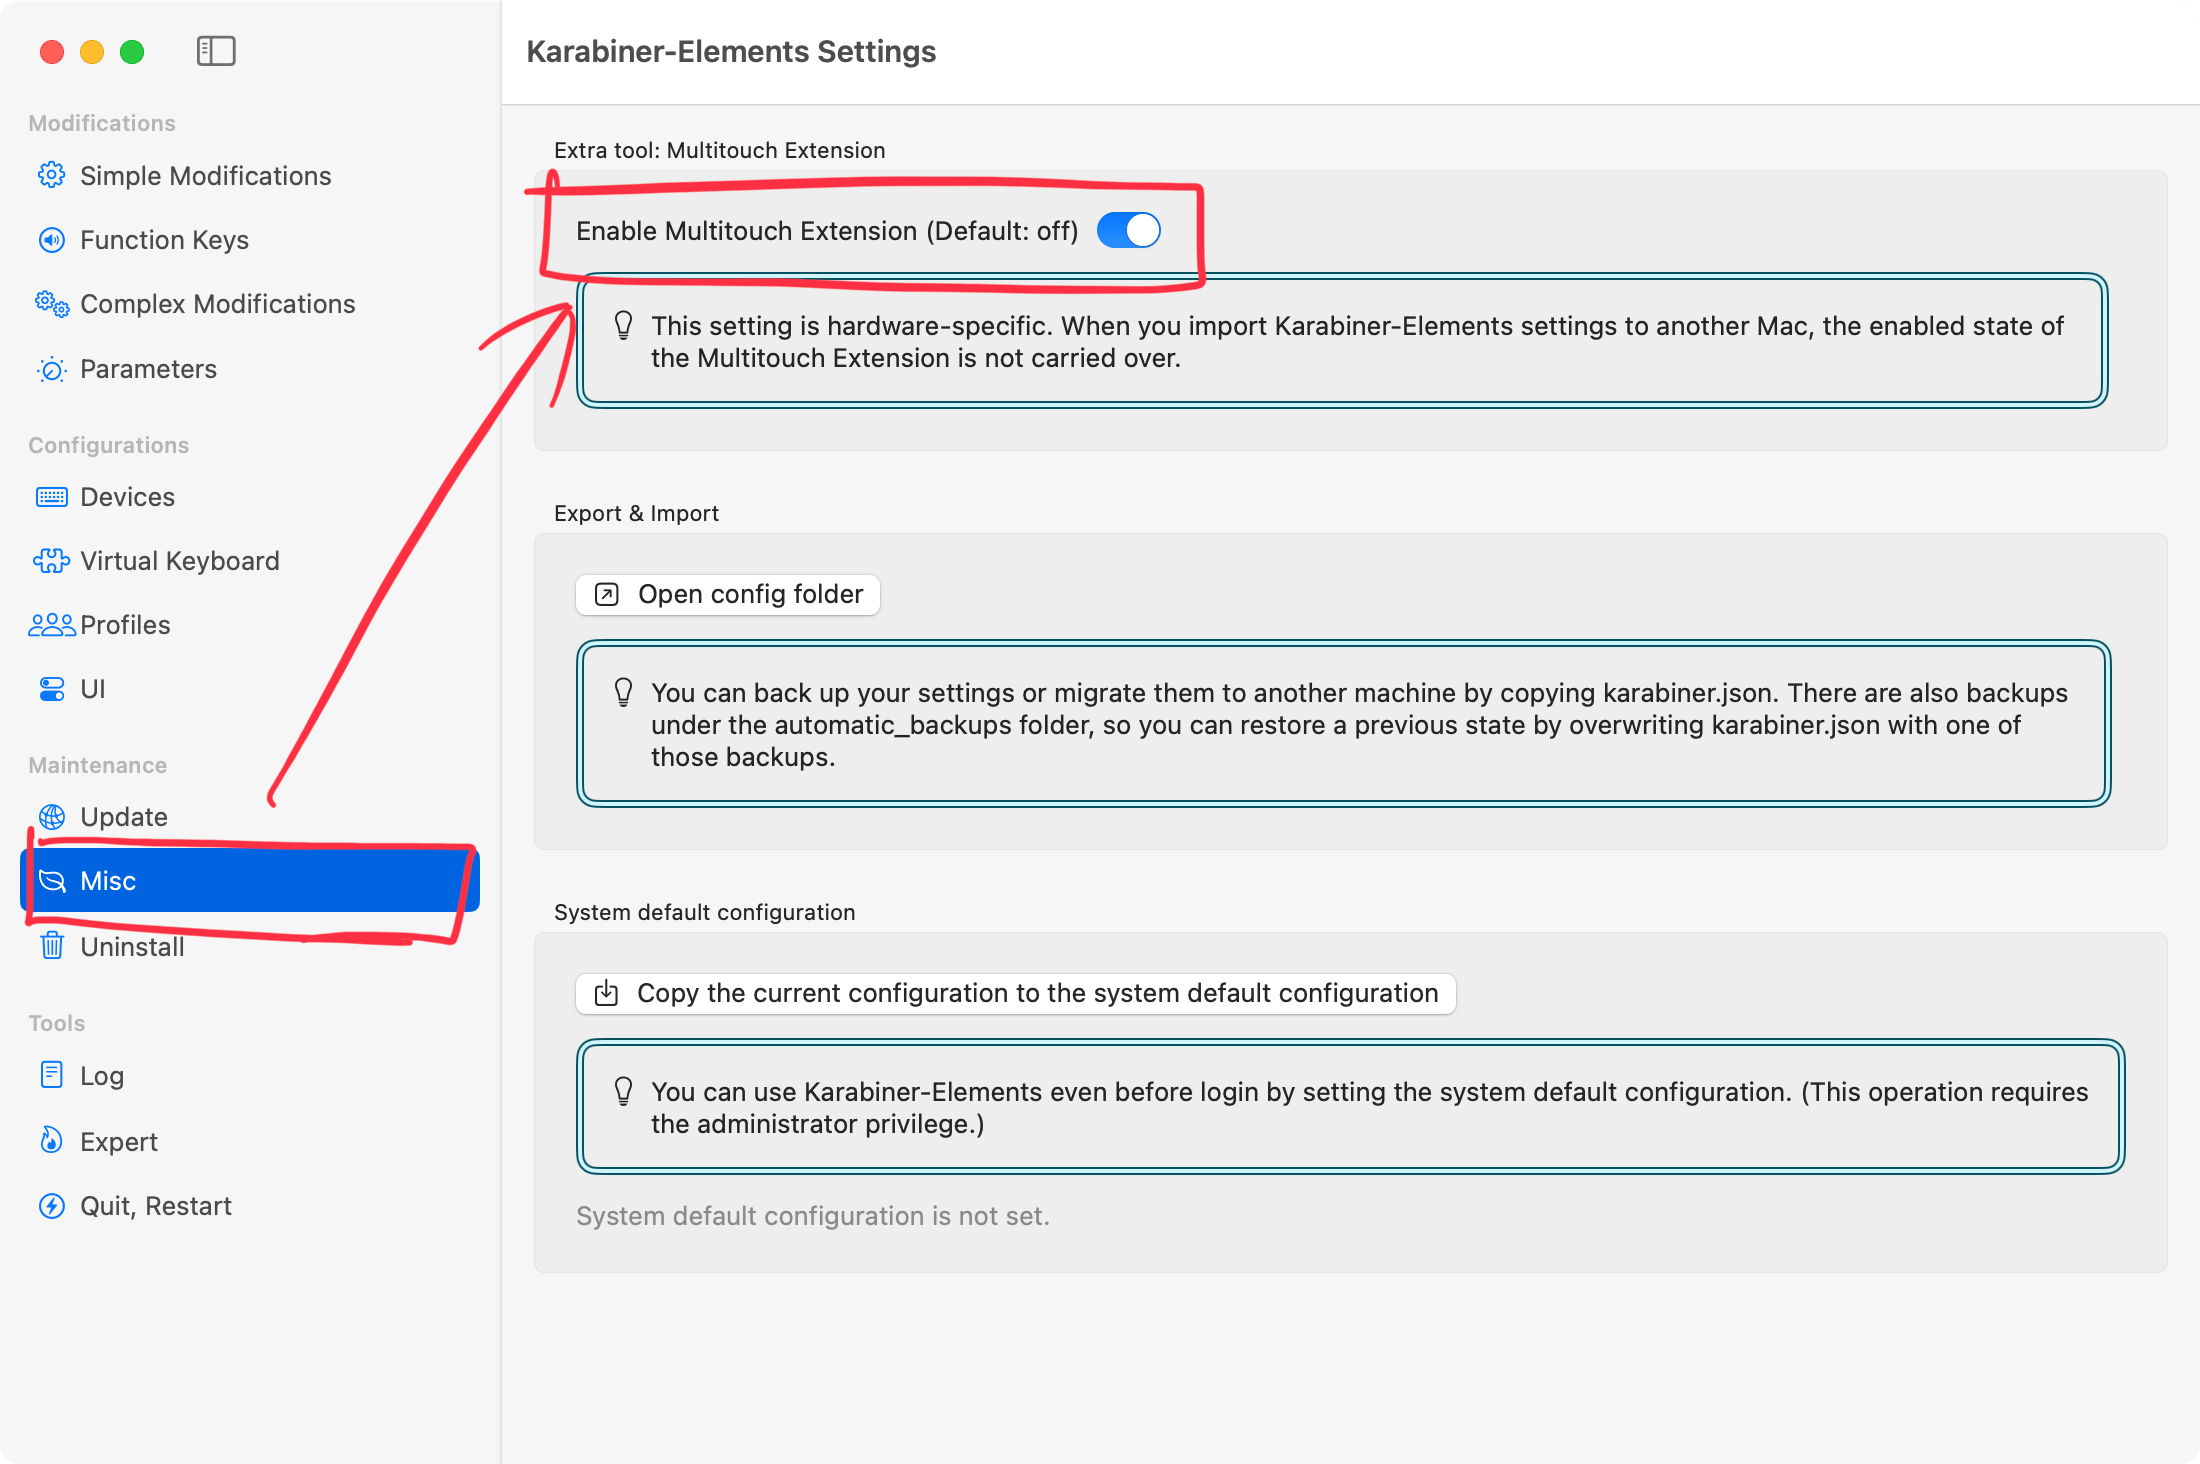 Karabiner-Elements Settings
Modifications
Simple Modifications
Function Keys
Complex Modifications
Parameters
Configurations
Devices
Virtual Keyboard
Profiles
UI
Maintenance
Update
Misc
Uninstall
Tools
Log
Expert
Quit, Restart
Extra tool: Multitouch Extension
Enable Multitouch Extension (Default: off)
This setting is hardware-specific. When you import Karabiner-Elements settings to another Mac, the enabled state of
the Multitouch Extension is not carried over.
Export & Import
Open config folder
You can back up your settings or migrate them to another machine by copying karabiner.json. There are also backups
under the automatic_backups folder, so you can restore a previous state by overwriting karabiner.json with one of
those backups.
System default configuration
Copy the current configuration to the system default configuration
You can use Karabiner-Elements even before login by setting the system default configuration. (This operation requires
the administrator privilege.)
System default configuration is not set.